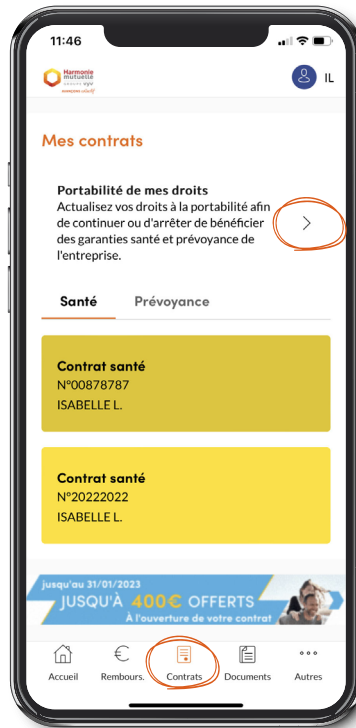 11:46
Harmonie
mutuelle
GROUPE vyv
IL
Mes contrats
Portabilité de mes droits
Actualisez vos droits à la portabilité afin
de continuer ou d'arrêter de bénéficier
des garanties santé et prévoyance de
l'entreprise.
Santé Prévoyance
Contrat santé
N°00878787
ISABELLE L.
Contrat santé
N°20222022
ISABELLE L.
jusqu'au 31/01/2023
JUSQU'À 400€ OFFERTS
À l'ouverture de votre contrat
Accueil Rembours. Contrats Documents Autres